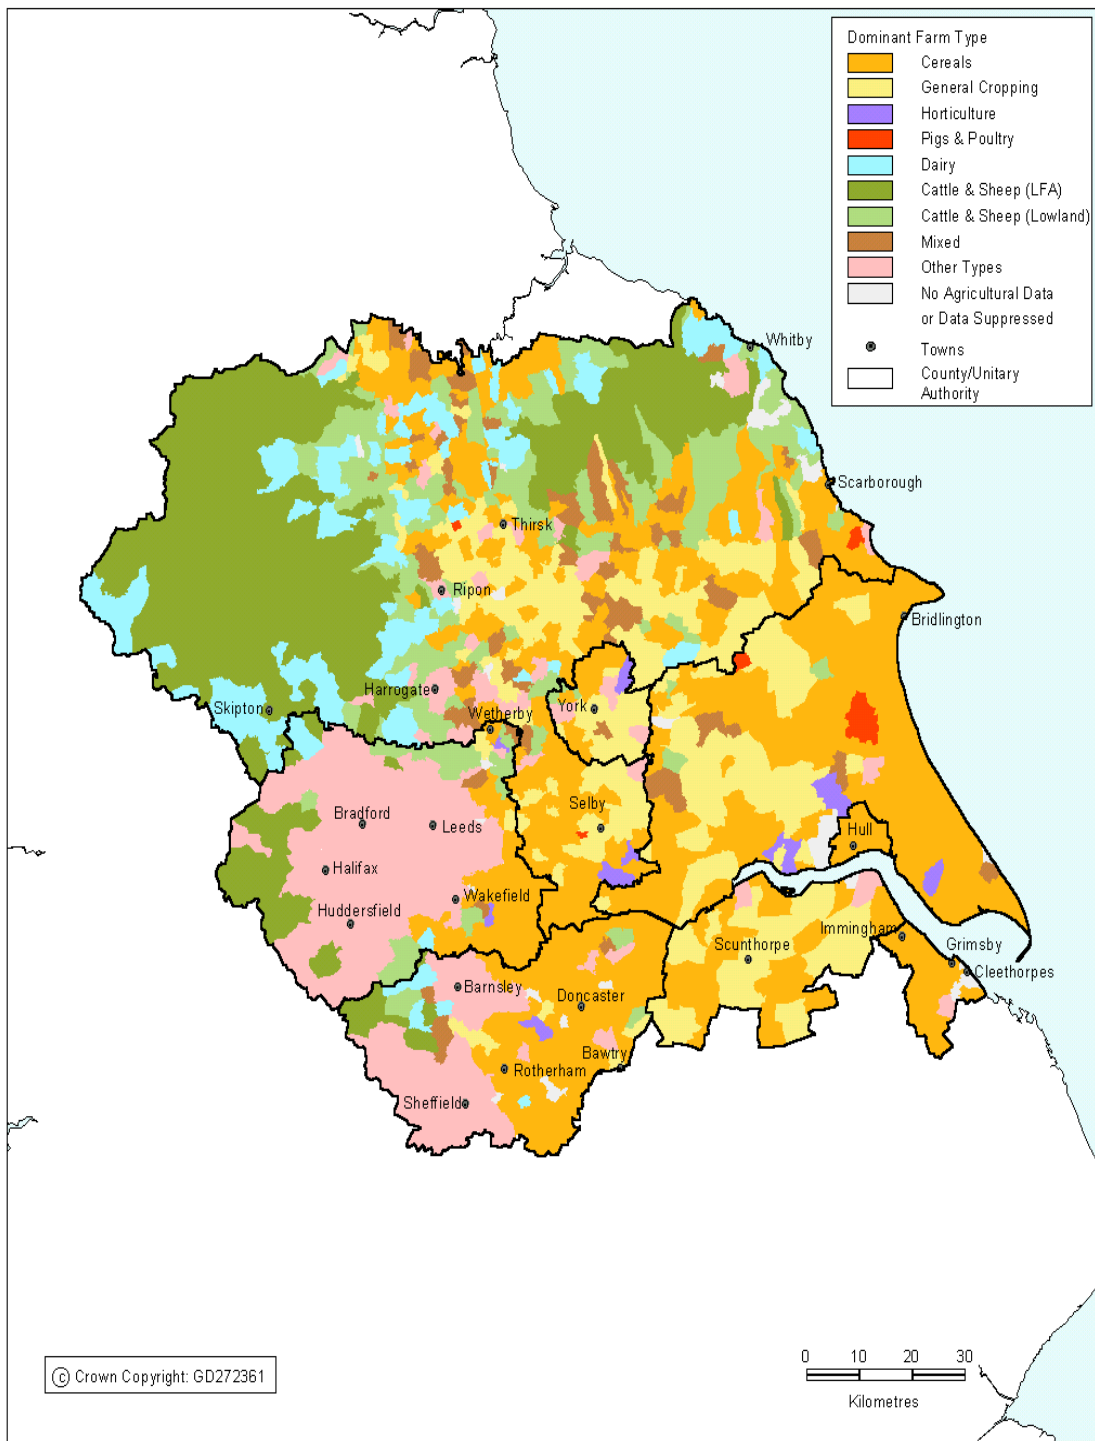 Dominant Farm Type
Cereals
General Cropping
Horticulture
Pigs & Poultry
Dairy
Cattle & Sheep (LFA)
Cattle & Sheep (Lowland)
Mixed
Other Types
No Agricultural Data
or Data Suppressed
Towns
County/Unitary
Authority
Whitby
Scarborough
Thirsk
Ripon
Bridlington
Harrogate
Skipton
Wetherby
York
Selby
Bradford
Leeds
Hull
Halifax
Wakefield
Huddersfield
Immingham
Scunthorpe
Grimsby
Cleethorpes
Barnsley
Doncaster
Bawtry
Rotherham
Sheffield
0 10 20 30
Kilometres
© Crown Copyright: GD272361